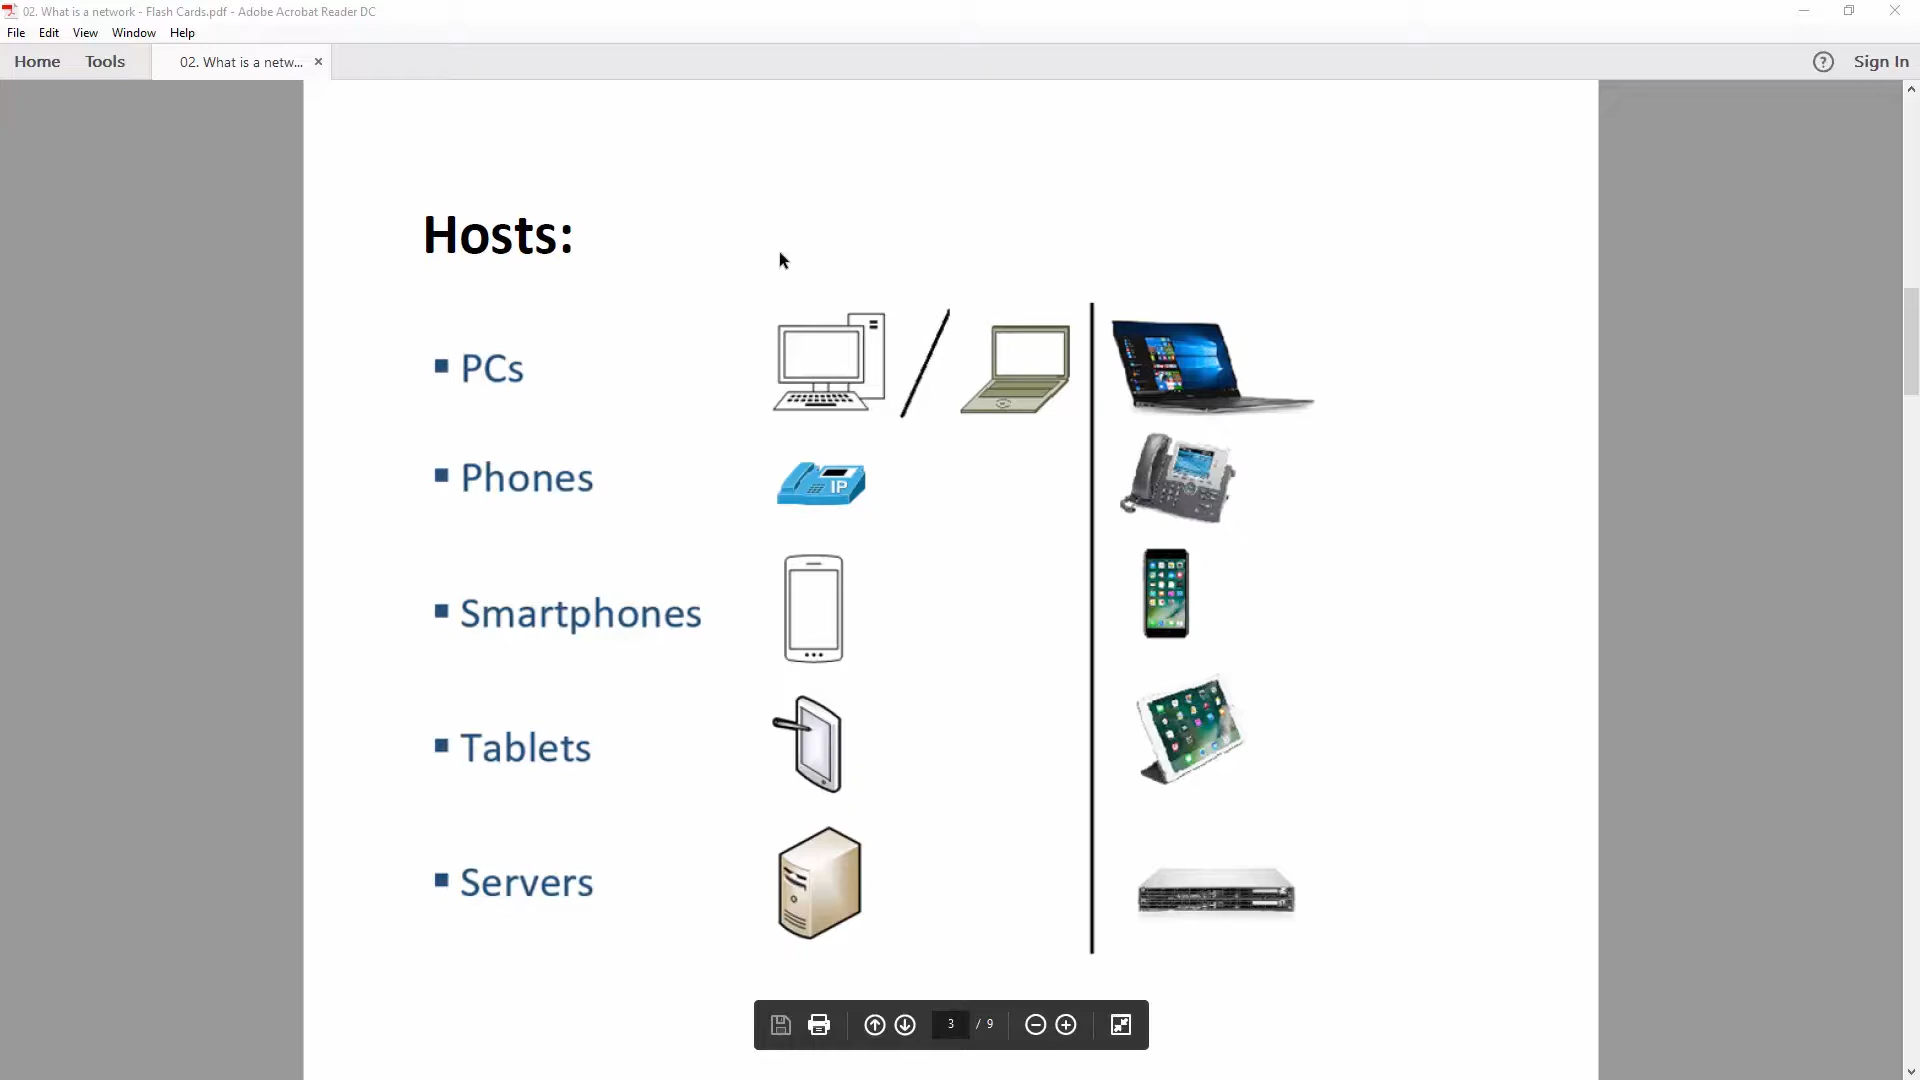 02. What is a network - Flash Cards.pdf - Adobe Acrobat Reader DC
File Edit View Window Help
Home Tools 02. What is a netw... × ? Sign In
Hosts:
▪ PCs
▪ Phones
IP
▪ Smartphones
▪ Tablets
▪ Servers
3 / 9